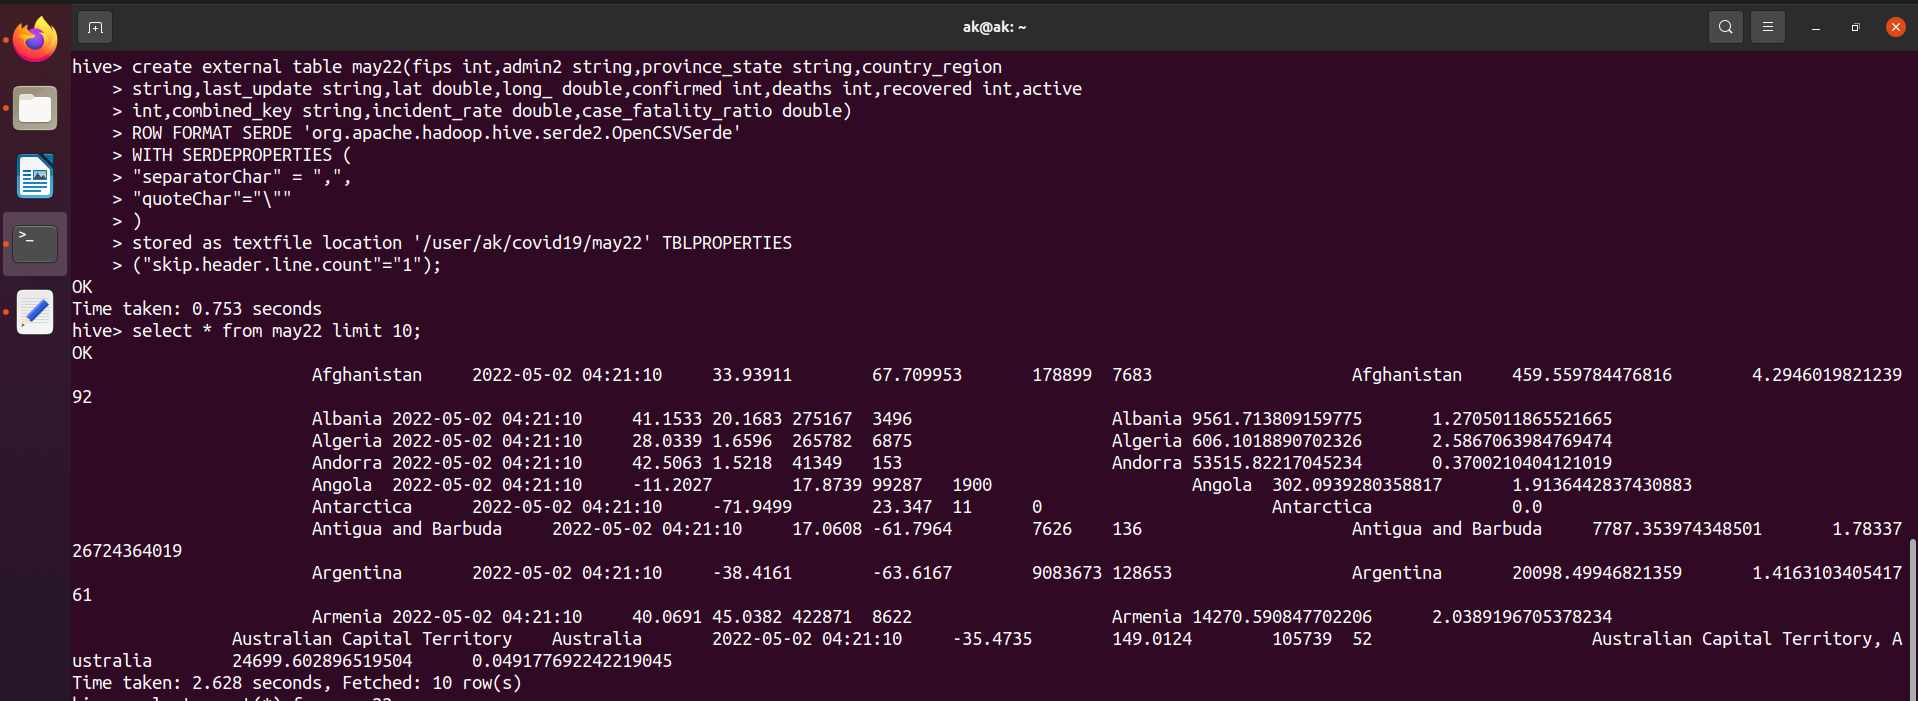 ak@ak: ~
hive> create external table may22(fips int,admin2 string,province_state string,country_region
> string,last_update string,lat double,long_ double,confirmed int,deaths int,recovered int,active
> int,combined_key string,incident_rate double,case_fatality_ratio double)
> ROW FORMAT SERDE 'org.apache.hadoop.hive.serde2.OpenCSVSerde'
> WITH SERDEPROPERTIES (
> "separatorChar" = ",",
> "quoteChar"="\""
> )
> stored as textfile location '/user/ak/covid19/may22' TBLPROPERTIES
> ("skip.header.line.count"="1");
OK
Time taken: 0.753 seconds
hive> select * from may22 limit 10;
OK
Afghanistan 2022-05-02 04:21:10 33.93911 67.709953 178899 7683 Afghanistan 459.559784476816 4.2946019821239
92
Albania 2022-05-02 04:21:10 41.1533 20.1683 275167 3496 Albania 9561.713809159775 1.2705011865521665
Algeria 2022-05-02 04:21:10 28.0339 1.6596 265782 6875 Algeria 606.1018890702326 2.5867063984769474
Andorra 2022-05-02 04:21:10 42.5063 1.5218 41349 153 Andorra 53515.82217045234 0.3700210404121019
Angola 2022-05-02 04:21:10 -11.2027 17.8739 99287 1900 Angola 302.0939280358817 1.9136442837430883
Antarctica 2022-05-02 04:21:10 -71.9499 23.347 11 0 Antarctica 0.0
Antigua and Barbuda 2022-05-02 04:21:10 17.0608 -61.7964 7626 136 Antigua and Barbuda 7787.353974348501 1.78337
26724364019
Argentina 2022-05-02 04:21:10 -38.4161 -63.6167 9083673 128653 Argentina 20098.49946821359 1.4163103405417
61
Armenia 2022-05-02 04:21:10 40.0691 45.0382 422871 8622 Armenia 14270.590847702206 2.0389196705378234
Australian Capital Territory Australia 2022-05-02 04:21:10 -35.4735 149.0124 105739 52 Australian Capital Territory, A
ustralia 24699.602896519504 0.049177692242219045
Time taken: 2.628 seconds, Fetched: 10 row(s)